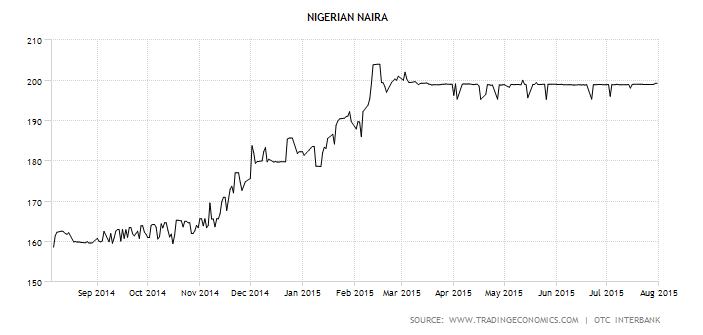 NIGERIAN NAIRA
210
200
190
180
170
160
150
Sep 2014 Oct 2014 Nov 2014 Dec 2014 Jan 2015 Feb 2015 Mar 2015 Apr 2015 May 2015 Jun 2015 Jul 2015 Aug 2015
SOURCE: WWW.TRADINGECONOMICS.COM | OTC INTERBANK